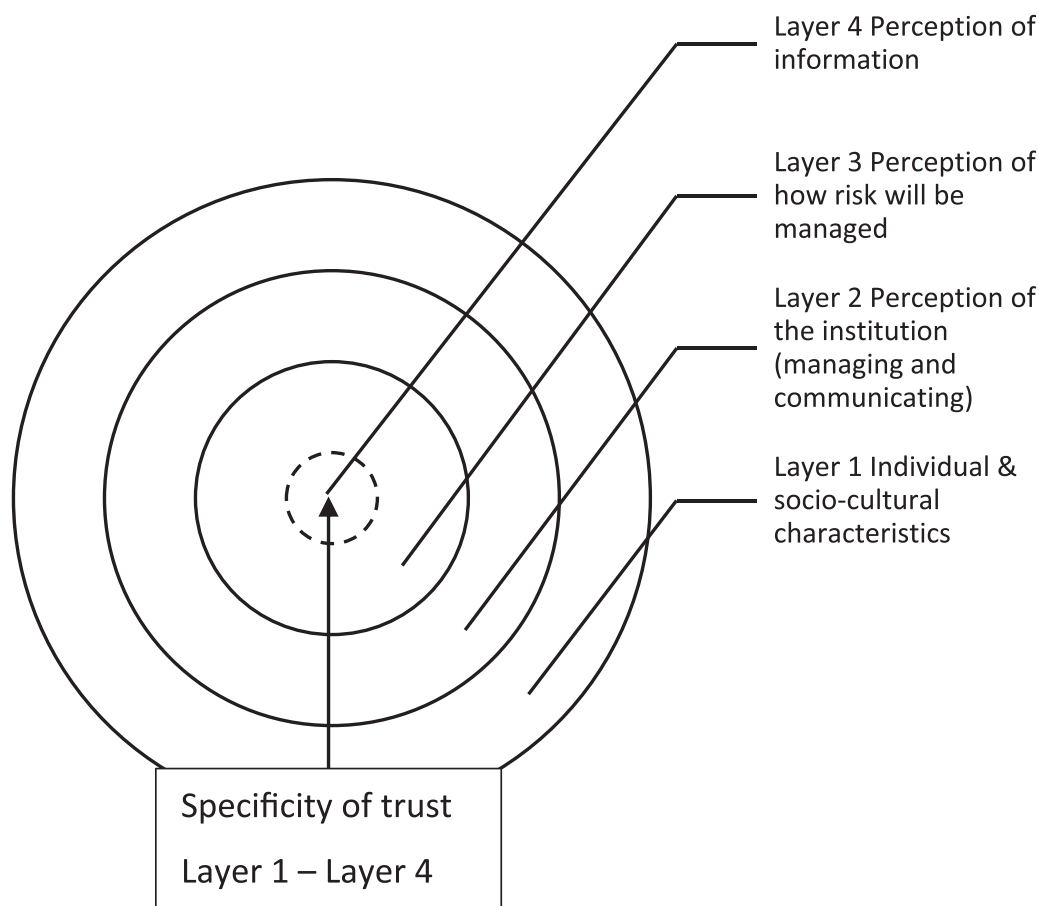 Layer 4 Perception of
information
Layer 3 Perception of
how risk will be
managed
Layer 2 Perception of
the institution
(managing and
communicating)
Layer 1 Individual &
socio-cultural
characteristics
Specificity of trust
Layer 1 – Layer 4